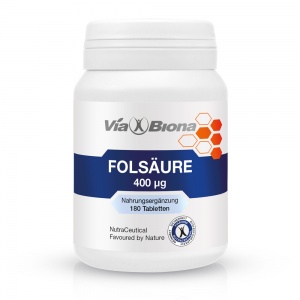 Via Biona
FOLSÄURE
400 µg
Nahrungsergänzung
180 Tabletten
NutraCeutical
Favoured by Nature